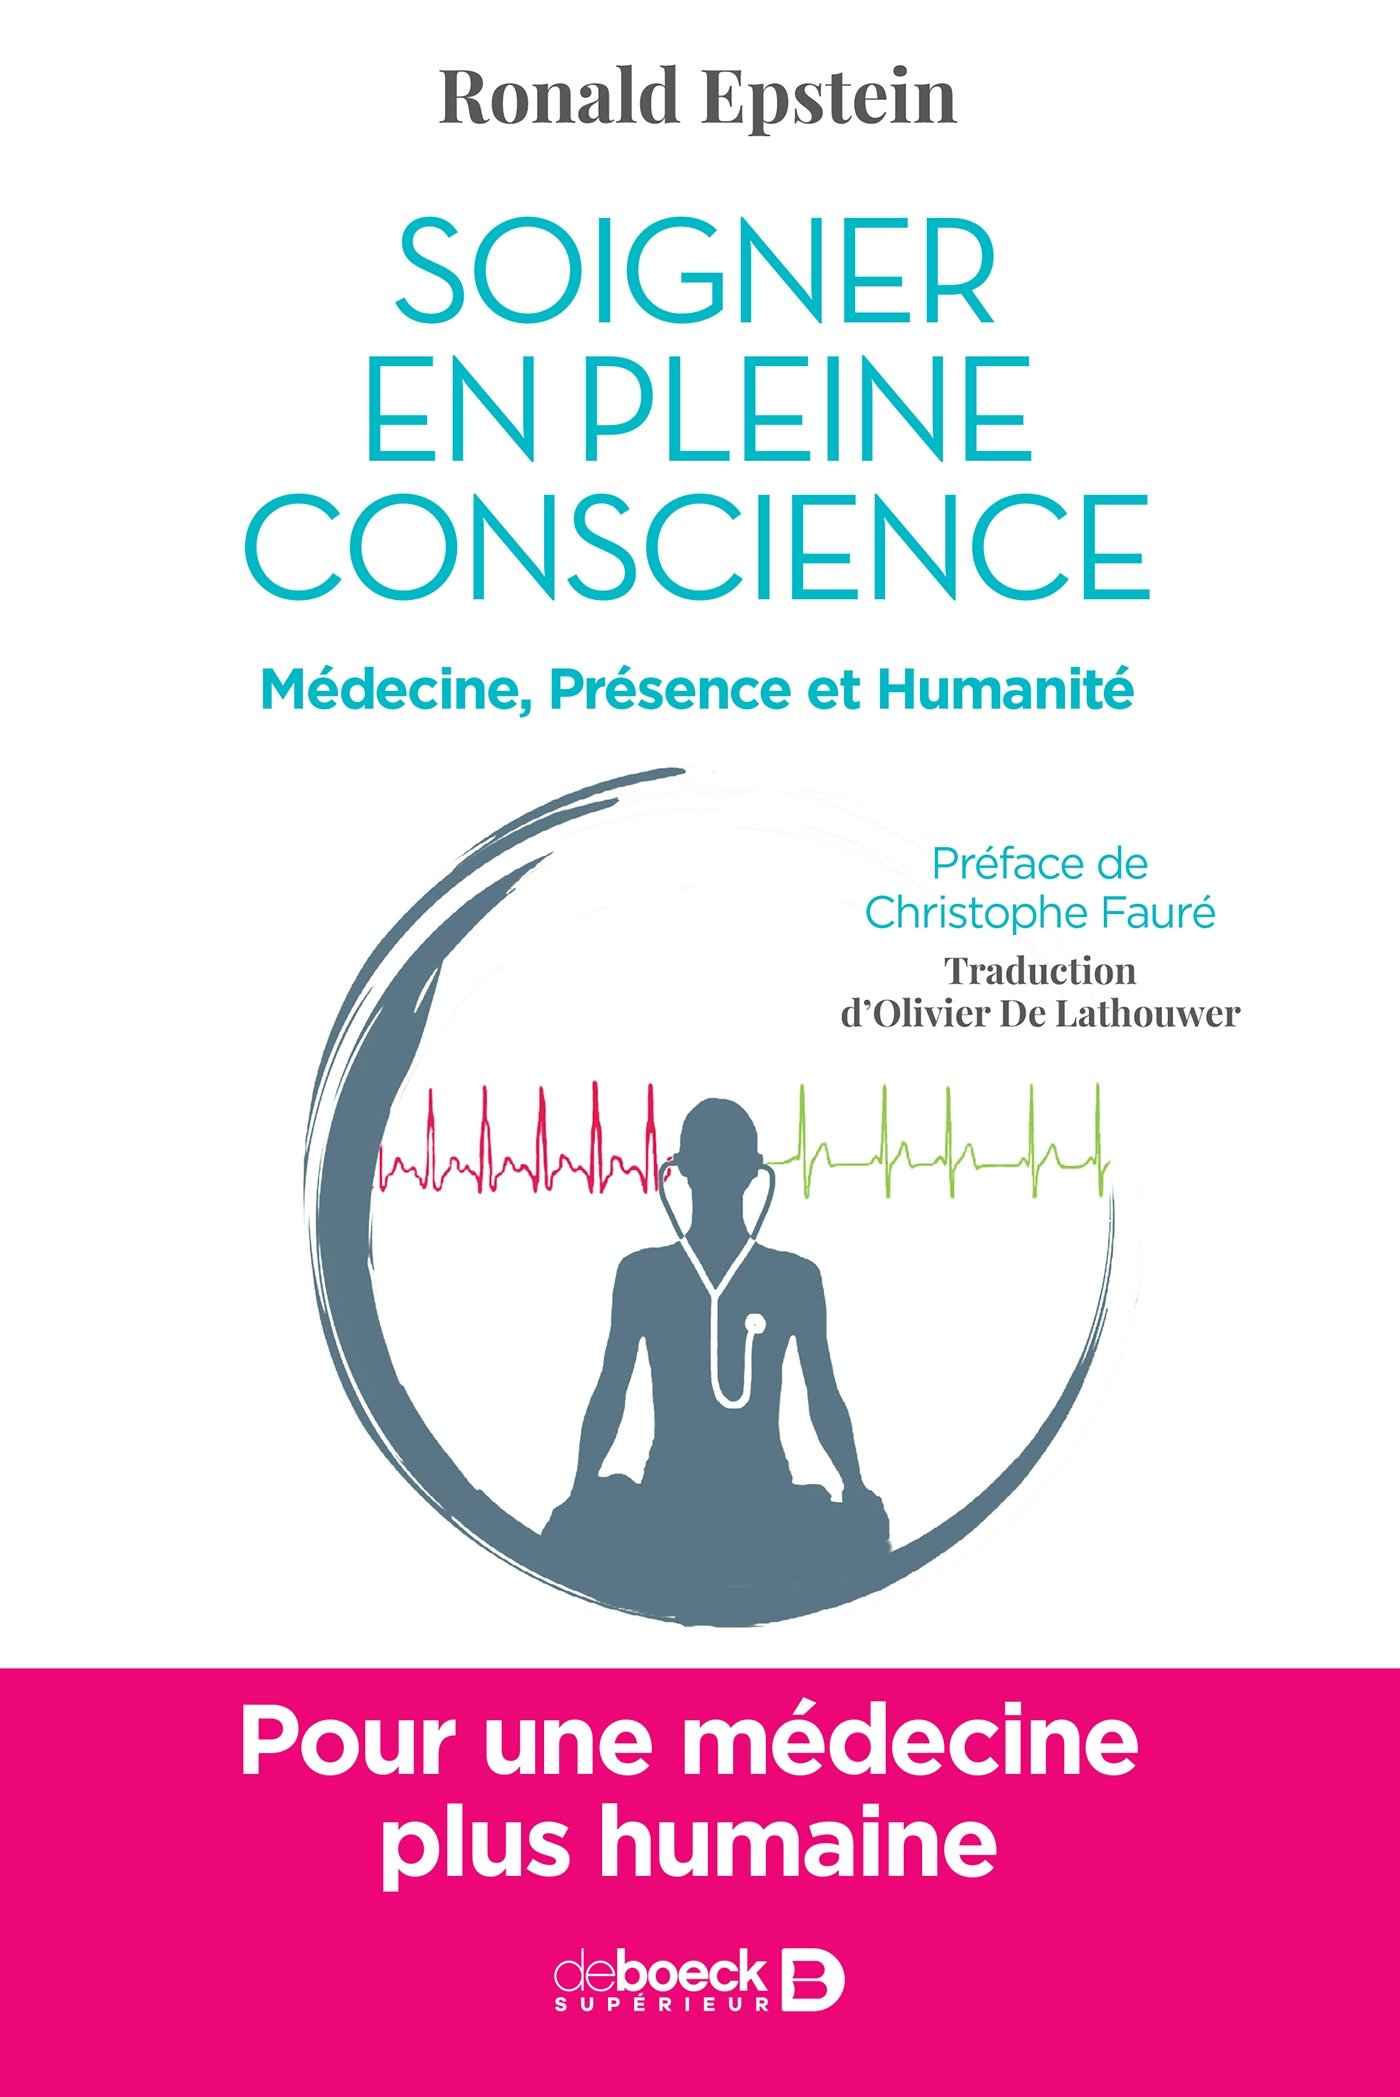 Ronald Epstein
SOIGNER
EN PLEINE
CONSCIENCE
Médecine, Présence et Humanité
Préface de
Christophe Fauré
Traduction
d’Olivier De Lathouwer
Pour une médecine
plus humaine
deboeck B
SUPÉRIEUR